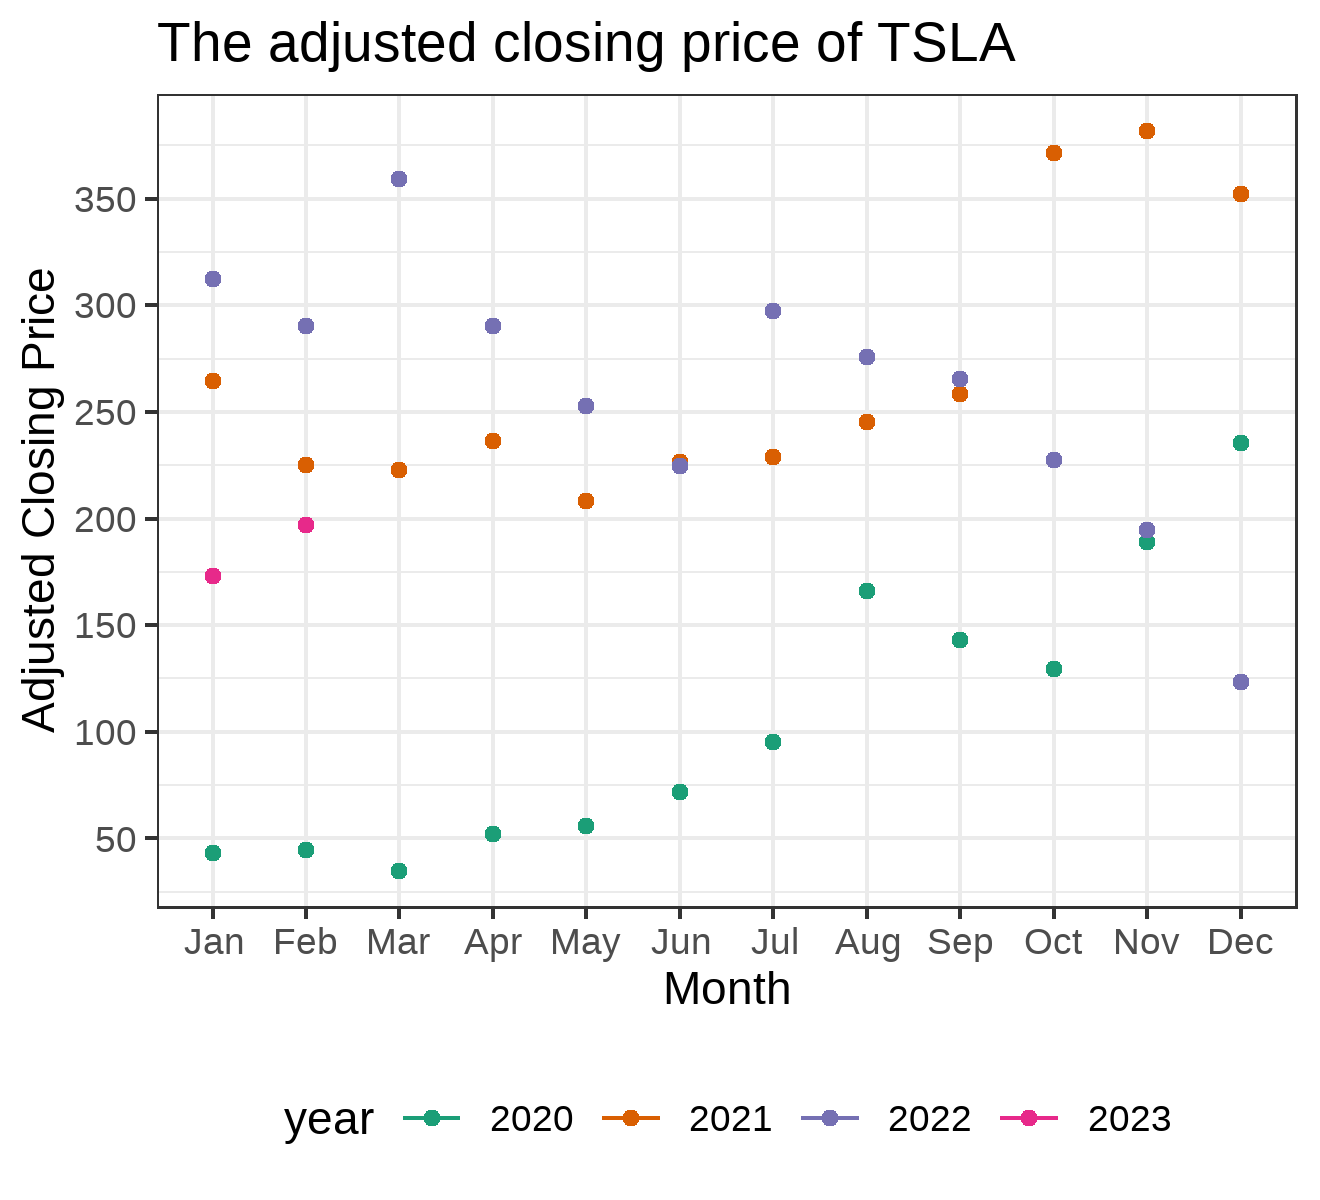 The adjusted closing price of TSLA
Adjusted Closing Price
350
300
250
200
150
100
50
Jan Feb Mar Apr May Jun Jul Aug Sep Oct Nov Dec
Month
year 2020 2021 2022 2023